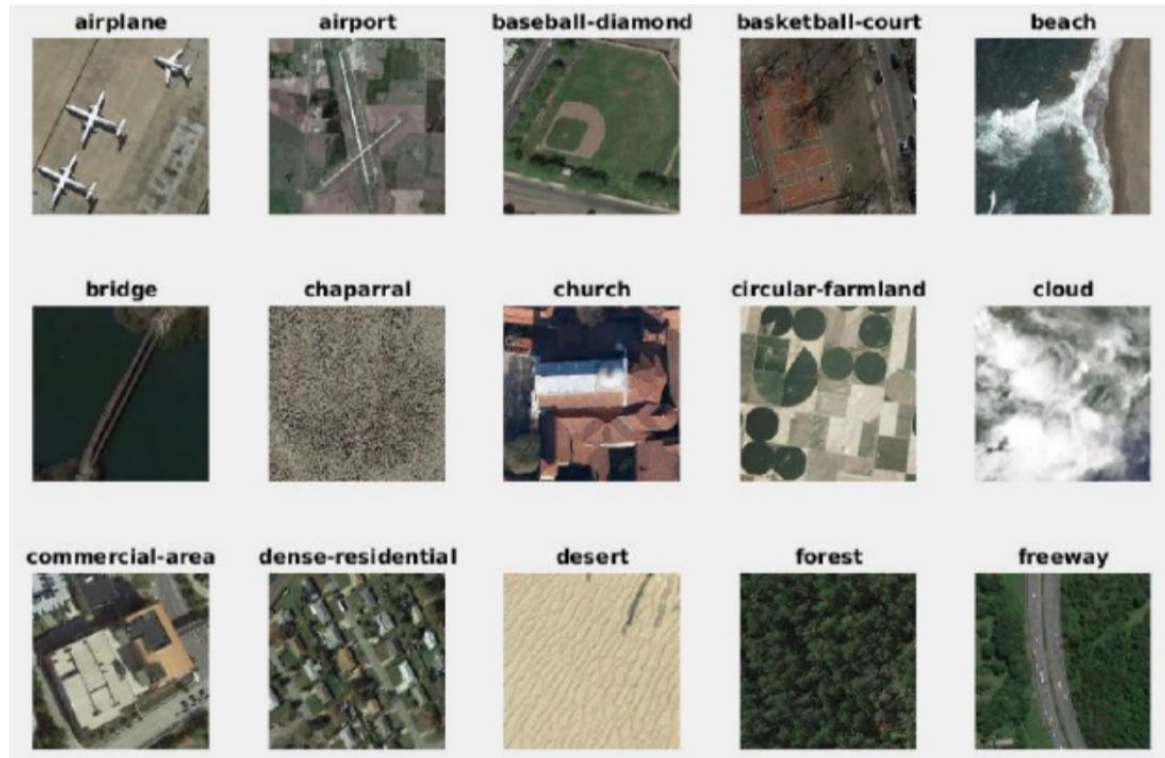 airplane airport baseball-diamond basketball-court beach
bridge chaparral church circular-farmland cloud
commercial-area dense-residential desert forest freeway